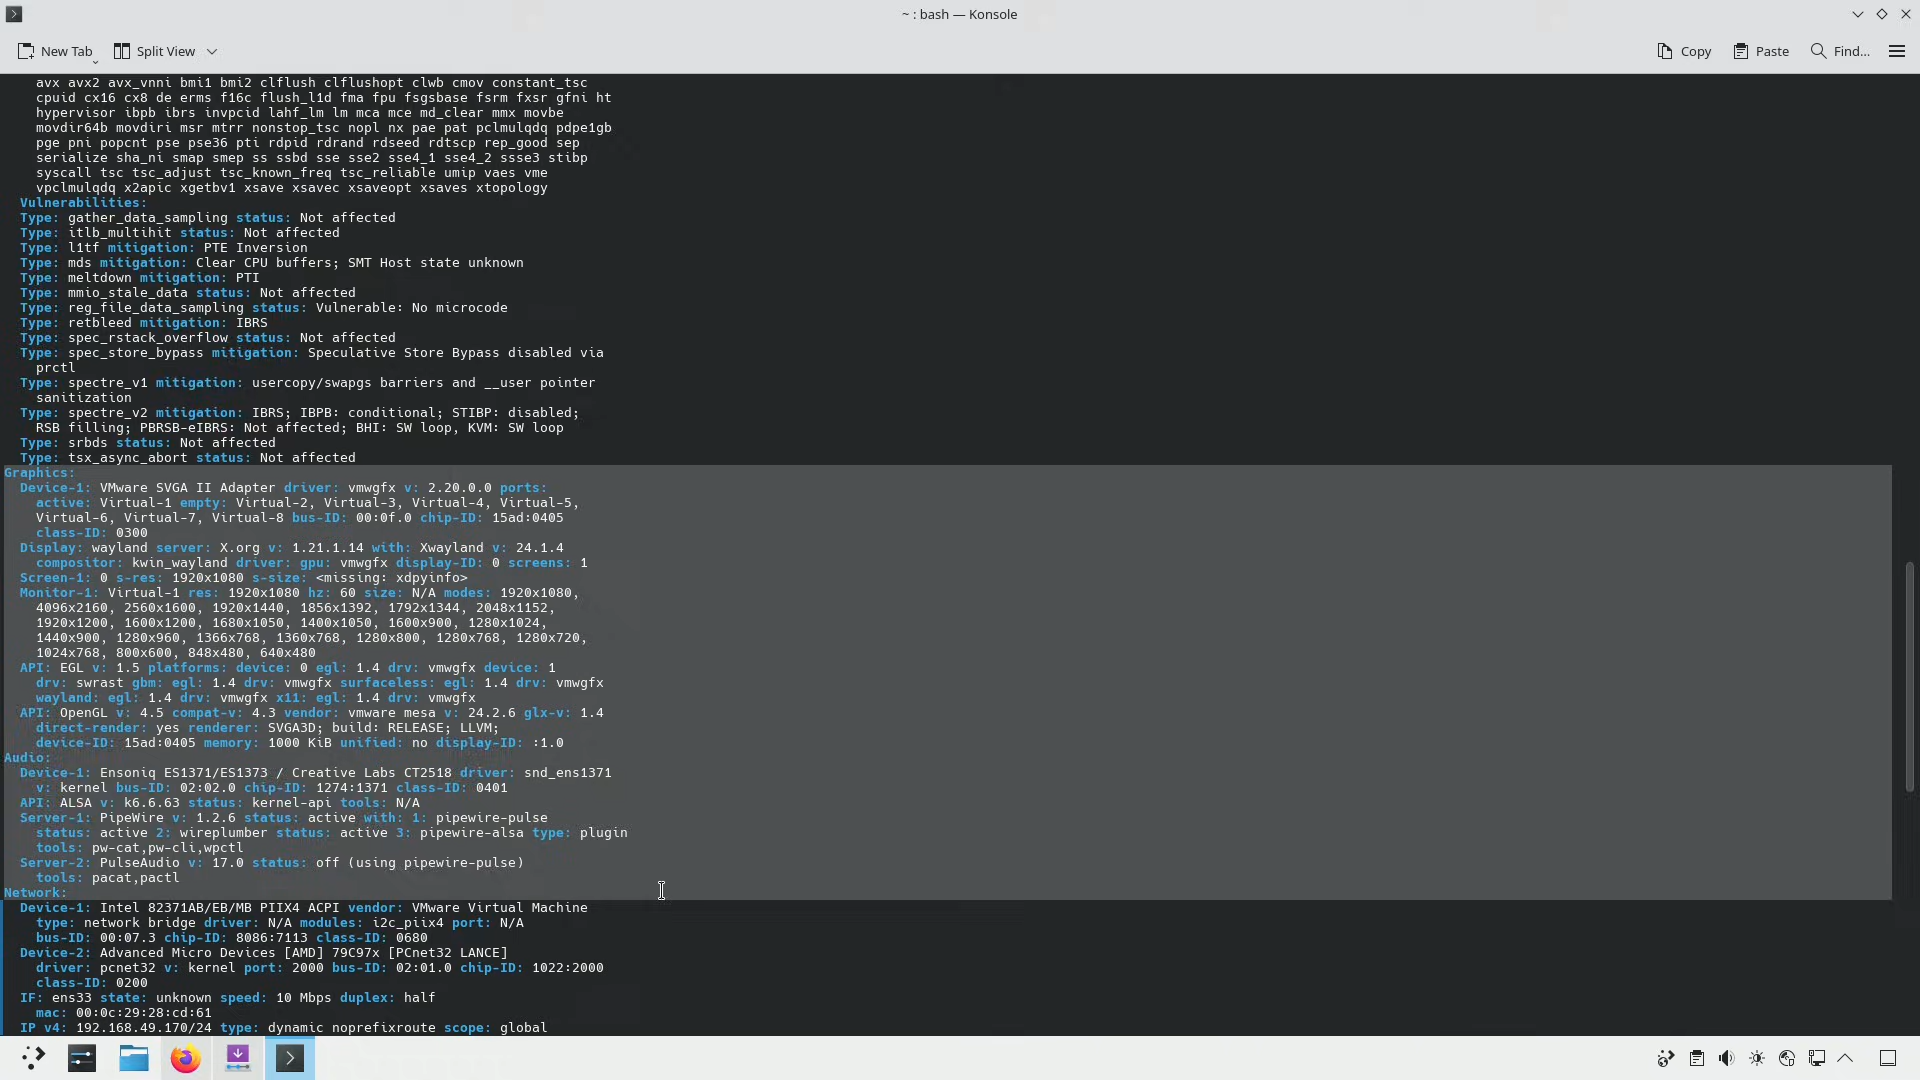 ~ : bash — Konsole
New Tab
Split View
Copy
Paste
Find...
avx avx2 avx_vnni bmi1 bmi2 clflush clflushopt clwb cmov constant_tsc
cpuid cx16 cx8 de erms f16c flush_l1d fma fpu fsgsbase fsrm fxsr gfni ht
hypervisor ibpb ibrs invpcid lahf_lm lm mca mce md_clear mmx movbe
movdir64b movdiri msr mtrr nonstop_tsc nopl nx pae pat pclmulqdq pdpe1gb
pge pni popcnt pse pse36 pti rdpid rdrand rdseed rdtscp rep_good sep
serialize sha_ni smap smep ss ssbd sse sse2 sse4_1 sse4_2 ssse3 stibp
syscall tsc tsc_adjust tsc_known_freq tsc_reliable umip vaes vme
vpclmulqdq x2apic xgetbv1 xsave xsavec xsaveopt xsaves xtopology
Vulnerabilities:
Type: gather_data_sampling status: Not affected
Type: itlb_multihit status: Not affected
Type: l1tf mitigation: PTE Inversion
Type: mds mitigation: Clear CPU buffers; SMT Host state unknown
Type: meltdown mitigation: PTI
Type: mmio_stale_data status: Not affected
Type: reg_file_data_sampling status: Vulnerable: No microcode
Type: retbleed mitigation: IBRS
Type: spec_rstack_overflow status: Not affected
Type: spec_store_bypass mitigation: Speculative Store Bypass disabled via
prctl
Type: spectre_v1 mitigation: usercopy/swapgs barriers and __user pointer
sanitization
Type: spectre_v2 mitigation: IBRS; IBPB: conditional; STIBP: disabled;
RSB filling; PBRSB-eIBRS: Not affected; BHI: SW loop, KVM: SW loop
Type: srbds status: Not affected
Type: tsx_async_abort status: Not affected
Graphics:
Device-1: VMware SVGA II Adapter driver: vmwgfx v: 2.20.0.0 ports:
active: Virtual-1 empty: Virtual-2, Virtual-3, Virtual-4, Virtual-5,
Virtual-6, Virtual-7, Virtual-8 bus-ID: 00:0f.0 chip-ID: 15ad:0405
class-ID: 0300
Display: wayland server: X.org v: 1.21.1.14 with: Xwayland v: 24.1.4
compositor: kwin_wayland driver: gpu: vmwgfx display-ID: 0 screens: 1
Screen-1: 0 s-res: 1920x1080 s-size: <missing: xdpyinfo>
Monitor-1: Virtual-1 res: 1920x1080 hz: 60 size: N/A modes: 1920x1080,
4096x2160, 2560x1600, 1920x1440, 1856x1392, 1792x1344, 2048x1152,
1920x1200, 1600x1200, 1680x1050, 1400x1050, 1600x900, 1280x1024,
1440x900, 1280x960, 1366x768, 1360x768, 1280x800, 1280x768, 1280x720,
1024x768, 800x600, 848x480, 640x480
API: EGL v: 1.5 platforms: device: 0 egl: 1.4 drv: vmwgfx device: 1
drv: swrast gbm: egl: 1.4 drv: vmwgfx surfaceless: egl: 1.4 drv: vmwgfx
wayland: egl: 1.4 drv: vmwgfx x11: egl: 1.4 drv: vmwgfx
API: OpenGL v: 4.5 compat-v: 4.3 vendor: vmware mesa v: 24.2.6 glx-v: 1.4
direct-render: yes renderer: SVGA3D; build: RELEASE; LLVM;
device-ID: 15ad:0405 memory: 1000 KiB unified: no display-ID: :1.0
Audio:
Device-1: Ensoniq ES1371/ES1373 / Creative Labs CT2518 driver: snd_ens1371
v: kernel bus-ID: 02:02.0 chip-ID: 1274:1371 class-ID: 0401
API: ALSA v: k6.6.63 status: kernel-api tools: N/A
Server-1: PipeWire v: 1.2.6 status: active with: 1: pipewire-pulse
status: active 2: wireplumber status: active 3: pipewire-alsa type: plugin
tools: pw-cat,pw-cli,wpctl
Server-2: PulseAudio v: 17.0 status: off (using pipewire-pulse)
tools: pacat,pactl
Network:
Device-1: Intel 82371AB/EB/MB PIIX4 ACPI vendor: VMware Virtual Machine
type: network bridge driver: N/A modules: i2c_piix4 port: N/A
bus-ID: 00:07.3 chip-ID: 8086:7113 class-ID: 0680
Device-2: Advanced Micro Devices [AMD] 79C97x [PCnet32 LANCE]
driver: pcnet32 v: kernel port: 2000 bus-ID: 02:01.0 chip-ID: 1022:2000
class-ID: 0200
IF: ens33 state: unknown speed: 10 Mbps duplex: half
mac: 00:0c:29:28:cd:61
IP v4: 192.168.49.170/24 type: dynamic noprefixroute scope: global